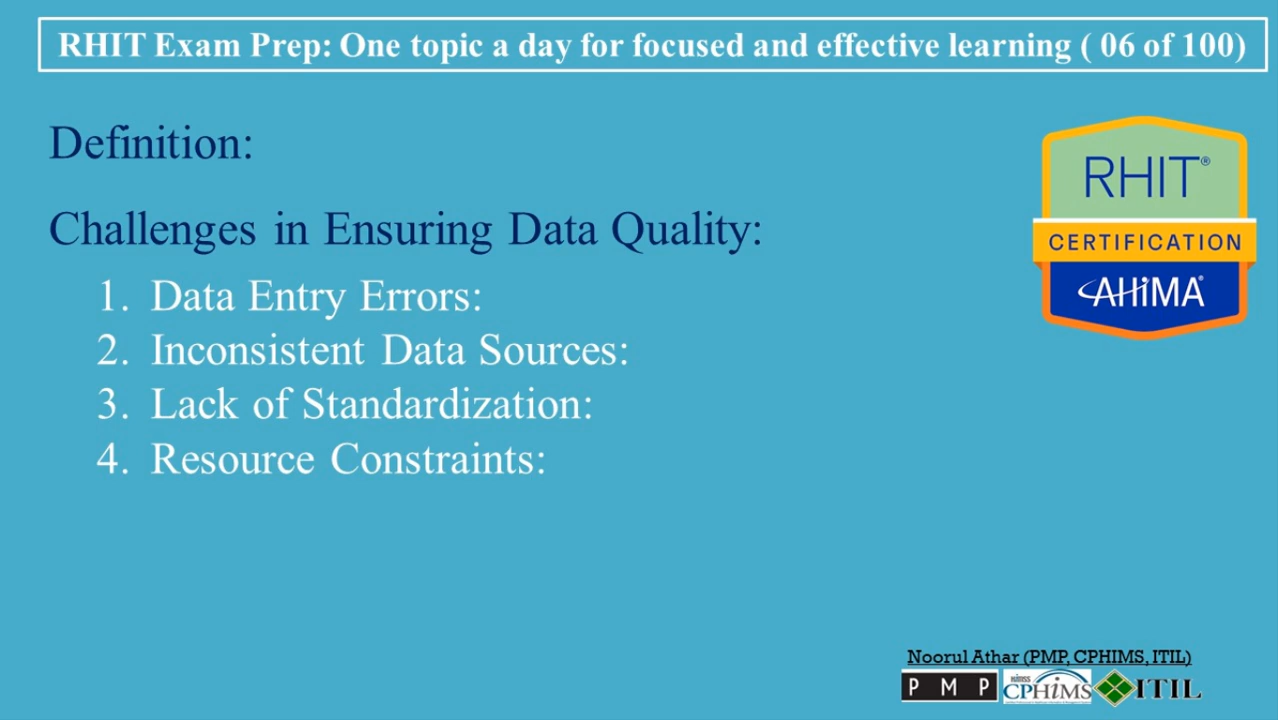 RHIT Exam Prep: One topic a day for focused and effective learning ( 06 of 100)
Definition:
Challenges in Ensuring Data Quality:
1. Data Entry Errors:
2. Inconsistent Data Sources:
3. Lack of Standardization:
4. Resource Constraints:
RHIT®
CERTIFICATION
AHiMA®
Noorul Athar (PMP, CPHIMS, ITIL)
P M P
himss
CPHiMS
ITIL